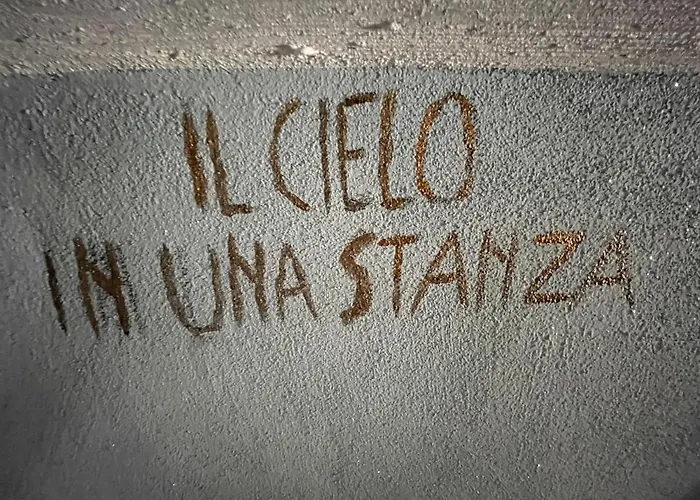 IL CIELO
IN UNA STANZA